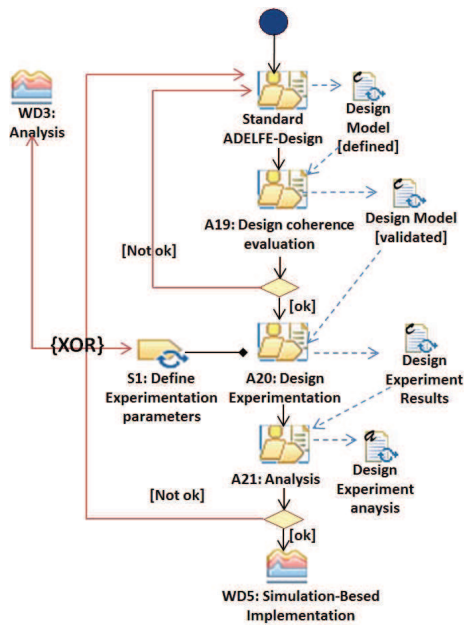 WD3:
Analysis
Standard
ADELFE-Design
Design
Model
[defined]
A19: Design coherence
evaluation
Design Model
[validated]
[Not ok]
[ok]
{XOR}
S1: Define
Experimentation
parameters
A20: Design
Experimentation
Design
Experiment
Results
A21: Analysis
Design
Experiment
anaysis
[Not ok]
[ok]
WD5: Simulation-Besed
Implementation